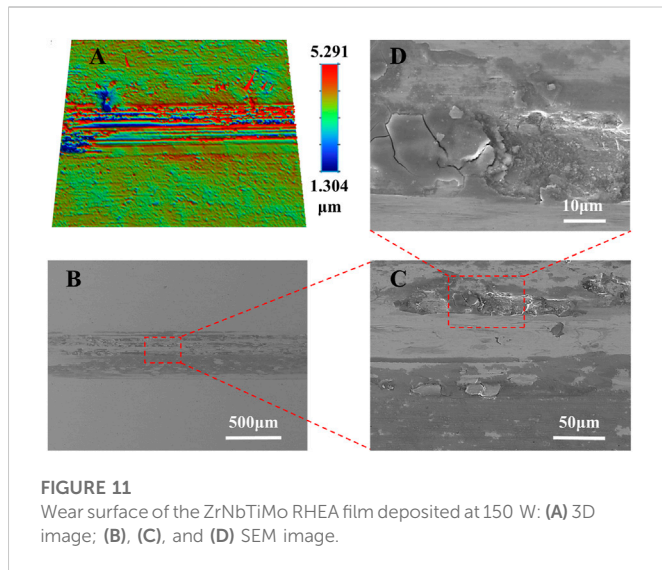 A
5.291
1.304
μm
D
10μm
B
500μm
C
50μm
FIGURE 11
Wear surface of the ZrNbTiMo RHEA film deposited at 150 W: (A) 3D
image; (B), (C), and (D) SEM image.